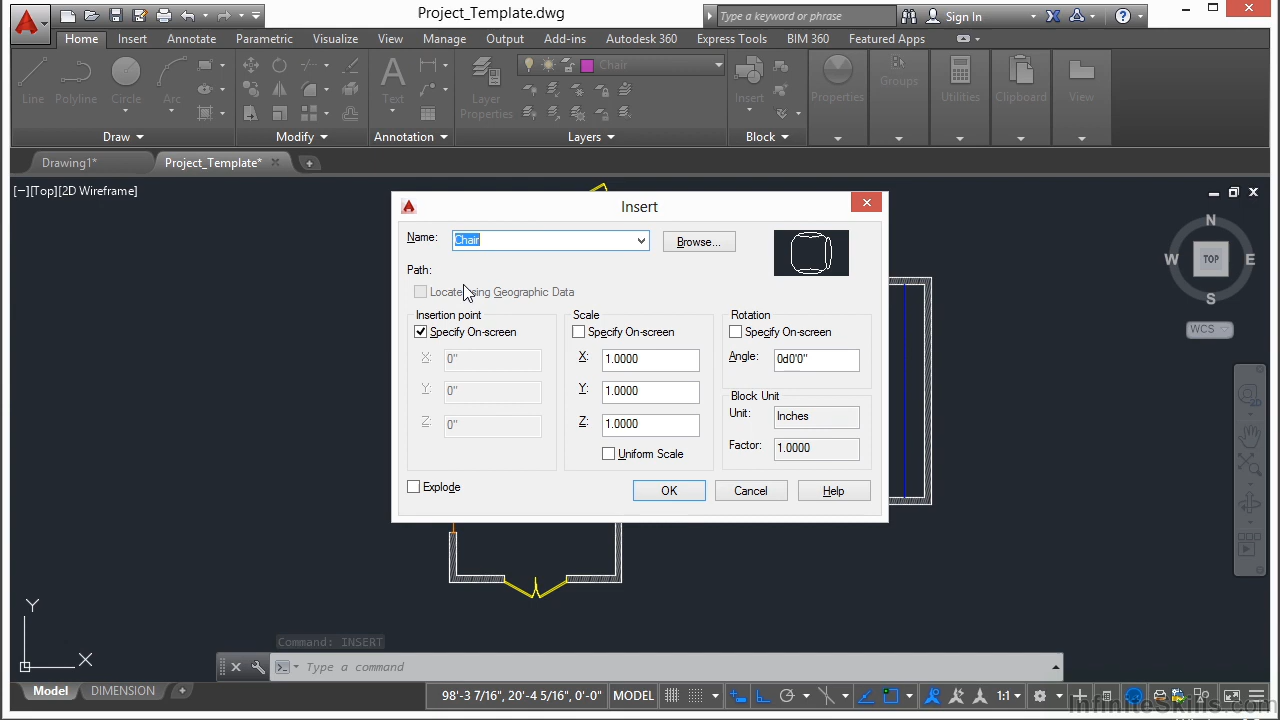 Project_Template.dwg
Type a keyword or phrase
Sign In
Home Insert Annotate Parametric Visualize View Manage Output Add-ins Autodesk 360 Express Tools BIM 360 Featured Apps
Chair
Line Polyline Circle Arc Text Layer Properties Insert Properties Groups Utilities Clipboard View
Draw Modify Annotation Layers Block
Drawing1* Project_Template*
[−][Top][2D Wireframe]
Insert
Name: Chair Browse...
Path:
Locate using Geographic Data
Insertion point Scale Rotation
Specify On-screen Specify On-screen Specify On-screen
X: 0" X: 1.0000 Angle: 0d0'0"
Y: 0" Y: 1.0000 Block Unit
Unit: Inches
Z: 0" Z: 1.0000
Factor: 1.0000
Uniform Scale
Explode OK Cancel Help
N
W TOP E
S
WCS
2D
Y
X
Command: INSERT
Type a command
Model DIMENSION 98'-3 7/16", 20'-4 5/16", 0'-0" MODEL 1:1
InfiniteSkills.com